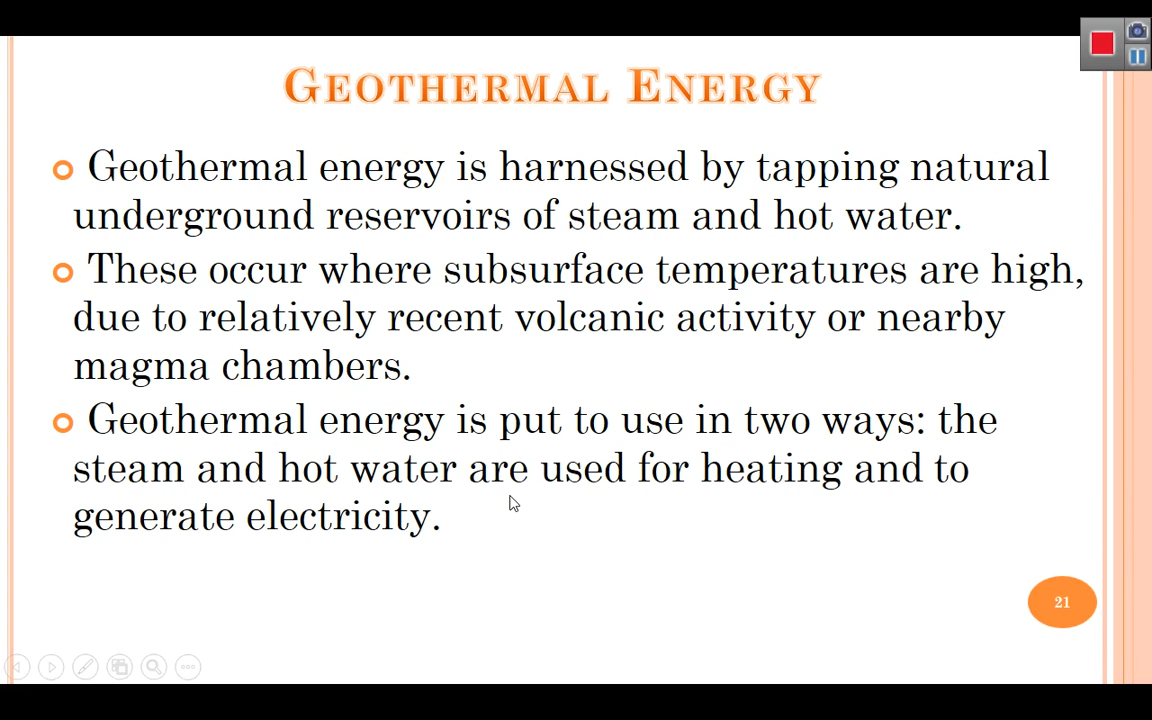 GEOTHERMAL ENERGY
Geothermal energy is harnessed by tapping natural
underground reservoirs of steam and hot water.
These occur where subsurface temperatures are high,
due to relatively recent volcanic activity or nearby
magma chambers.
Geothermal energy is put to use in two ways: the
steam and hot water are used for heating and to
generate electricity.
21